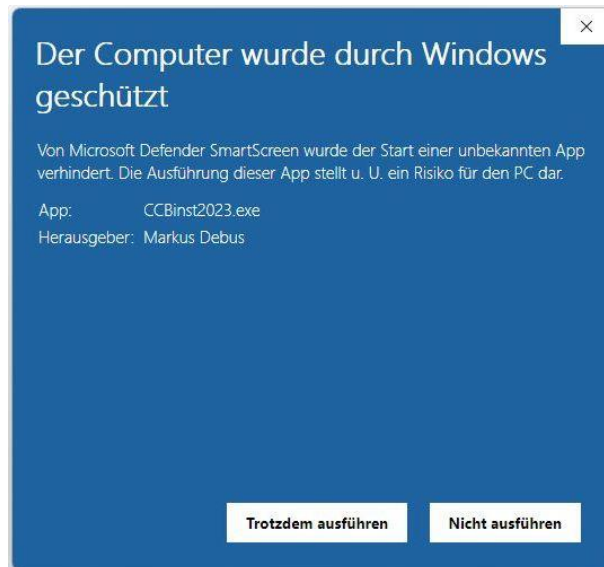 Der Computer wurde durch Windows
geschützt
Von Microsoft Defender SmartScreen wurde der Start einer unbekannten App
verhindert. Die Ausführung dieser App stellt u. U. ein Risiko für den PC dar.
App: CCBinst2023.exe
Herausgeber: Markus Debus
Trotzdem ausführen Nicht ausführen